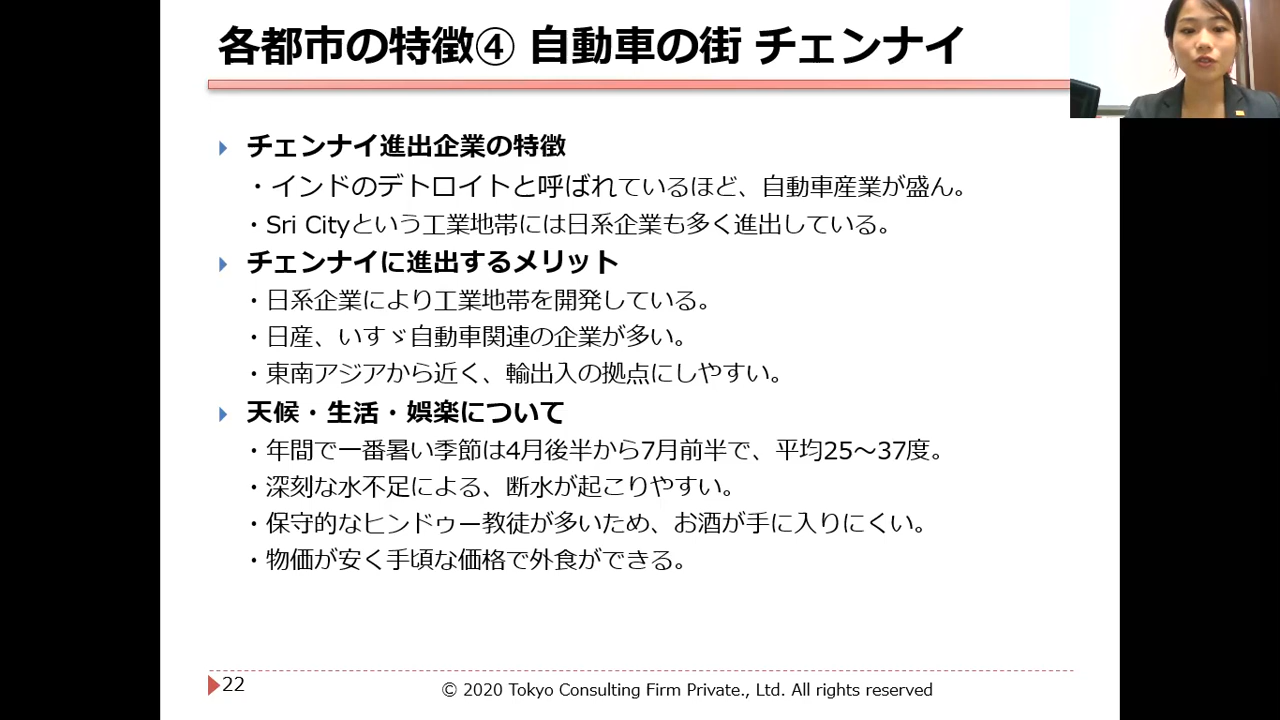 各都市の特徴④ 自動車の街 チェンナイ
チェンナイ進出企業の特徴
・インドのデトロイトと呼ばれているほど、自動車産業が盛ん。
・Sri Cityという工業地帯には日系企業も多く進出している。
チェンナイに進出するメリット
・日系企業により工業地帯を開発している。
・日産、いすゞ自動車関連の企業が多い。
・東南アジアから近く、輸出入の拠点にしやすい。
天候・生活・娯楽について
・年間で一番暑い季節は4月後半から7月前半で、平均25～37度。
・深刻な水不足による、断水が起こりやすい。
・保守的なヒンドゥー教徒が多いため、お酒が手に入りにくい。
・物価が安く手頃な価格で外食ができる。
22
© 2020 Tokyo Consulting Firm Private., Ltd. All rights reserved